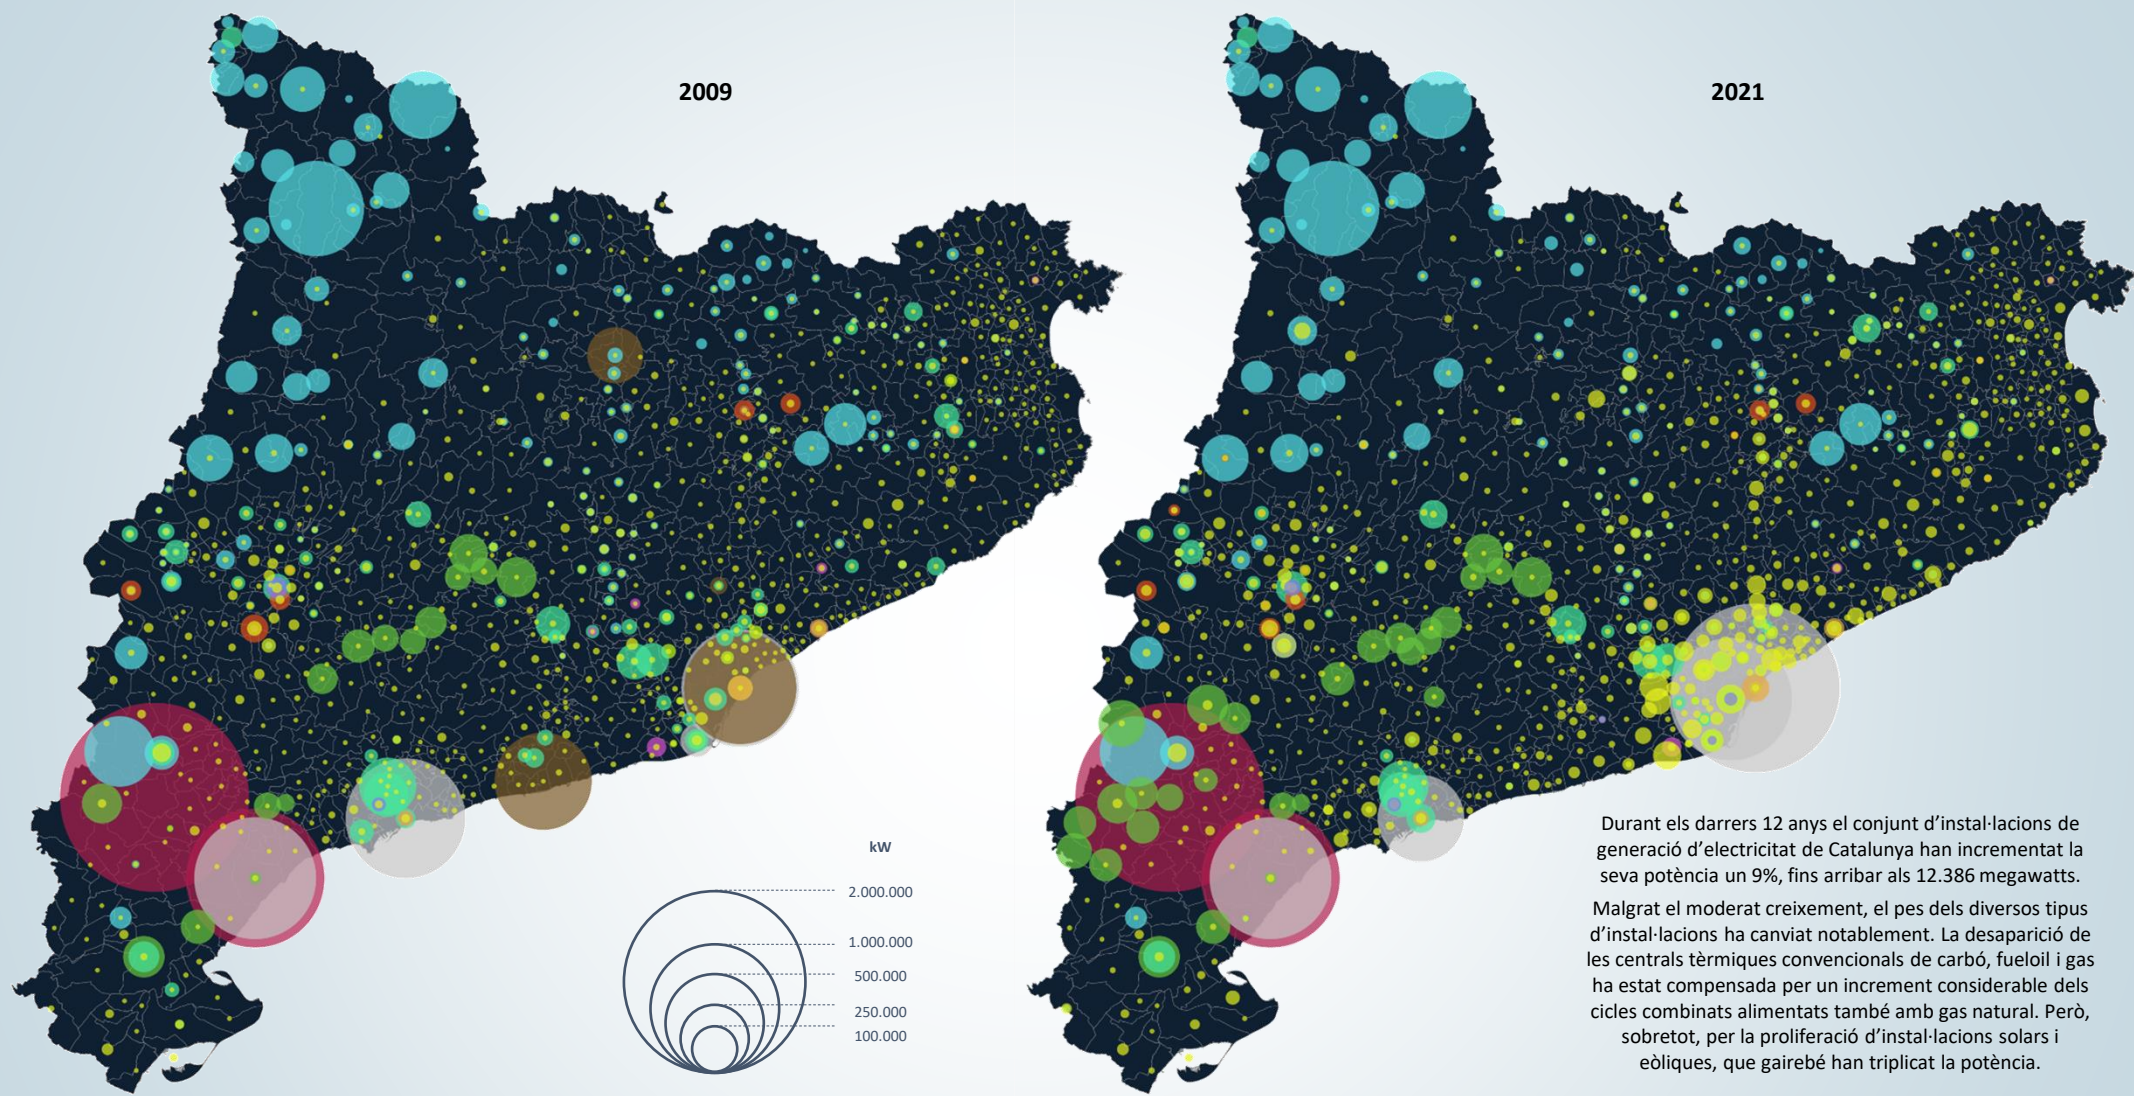 2009
2021
kW
2.000.000
1.000.000
500.000
250.000
100.000
Durant els darrers 12 anys el conjunt d'instal·lacions de
generació d'electricitat de Catalunya han incrementat la
seva potència un 9%, fins arribar als 12.386 megawatts.
Malgrat el moderat creixement, el pes dels diversos tipus
d'instal·lacions ha canviat notablement. La desaparició de
les centrals tèrmiques convencionals de carbó, fueloil i gas
ha estat compensada per un increment considerable dels
cicles combinats alimentats també amb gas natural. Però,
sobretot, per la proliferació d'instal·lacions solars i
eòliques, que gairebé han triplicat la potència.